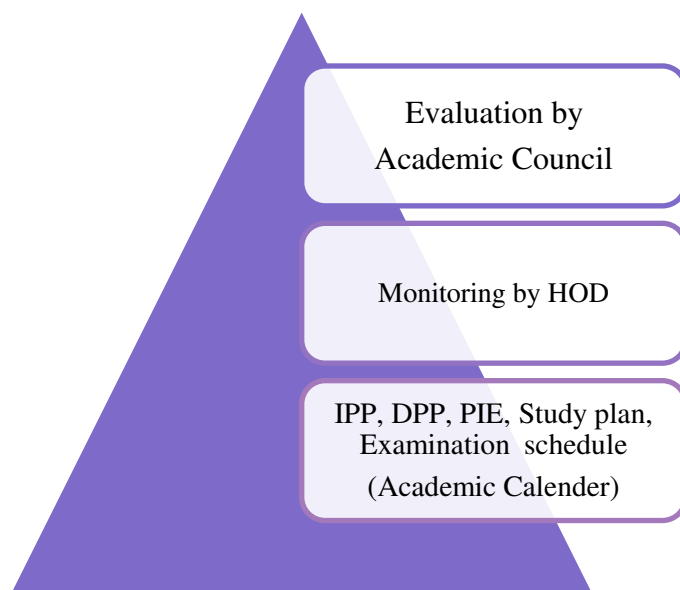 Evaluation by
Academic Council
Monitoring by HOD
IPP, DPP, PIE, Study plan,
Examination schedule
(Academic Calender)